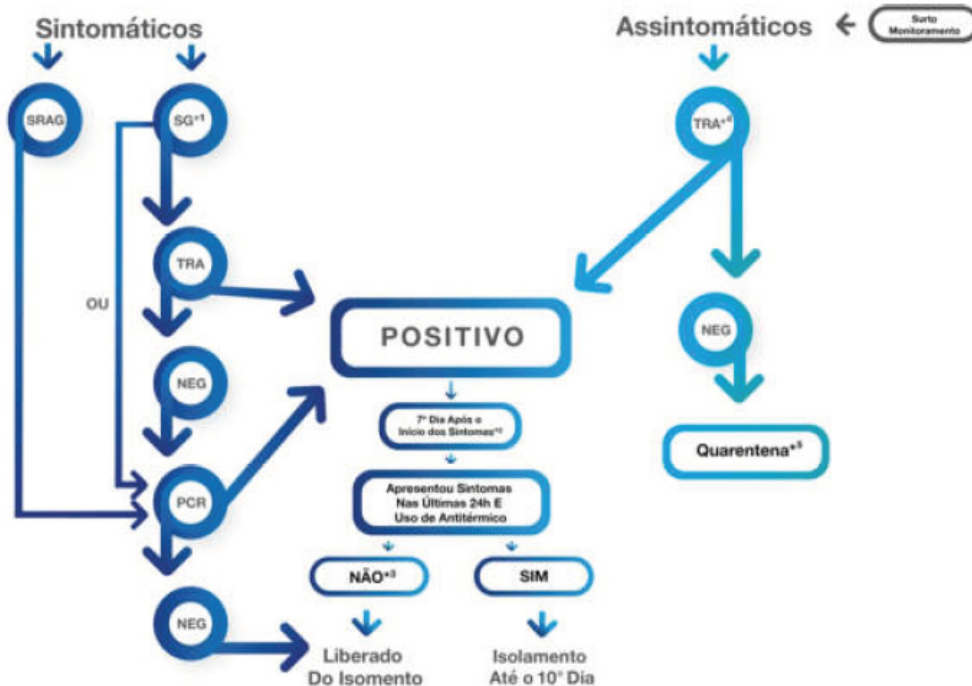 Sintomáticos
Assintomáticos
Surto
Monitoramento
SRAG
SG*¹
TRA*⁴
TRA
OU
POSITIVO
NEG
NEG
7º Dia Após o
Início dos Sintomas*²
Quarentena*⁵
Apresentou Sintomas
Nas Últimas 24h E
Uso de Antitérmico
PCR
NÃO*³
SIM
NEG
Liberado
Do Isomento
Isolamento
Até o 10° Dia